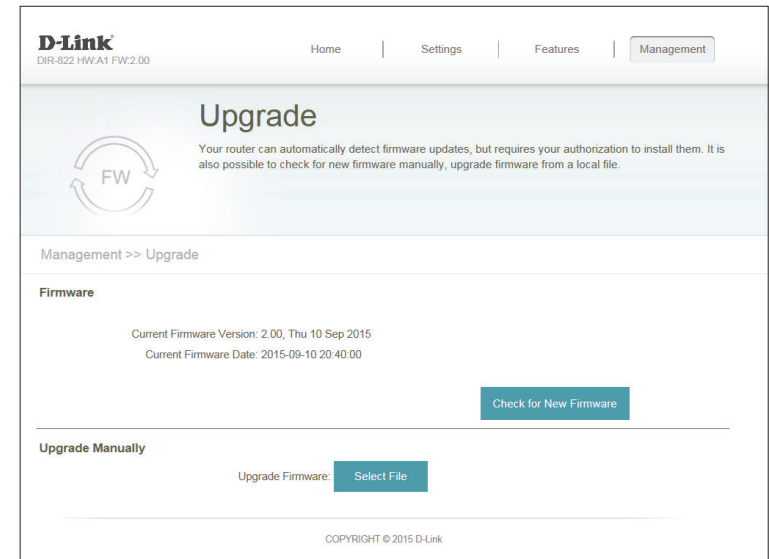 D-Link
DIR-822 HW:A1 FW:2.00
Home | Settings | Features | Management
Upgrade
Your router can automatically detect firmware updates, but requires your authorization to install them. It is
also possible to check for new firmware manually, upgrade firmware from a local file.
FW
Management >> Upgrade
Firmware
Current Firmware Version: 2.00, Thu 10 Sep 2015
Current Firmware Date: 2015-09-10 20:40:00
Check for New Firmware
Upgrade Manually
Upgrade Firmware: Select File
COPYRIGHT © 2015 D-Link